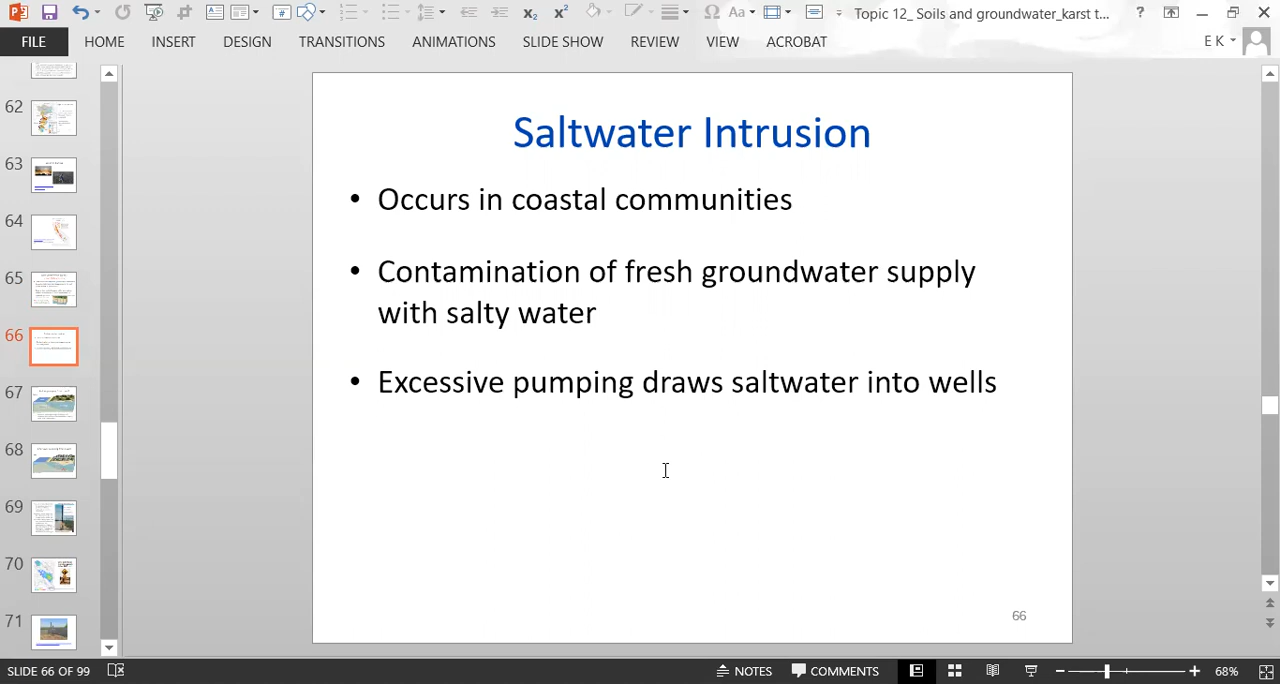 Topic 12_ Soils and groundwater_karst t...
FILE HOME INSERT DESIGN TRANSITIONS ANIMATIONS SLIDE SHOW REVIEW VIEW ACROBAT
E K
62
63
64
65
66
67
68
69
70
71
Saltwater Intrusion
• Occurs in coastal communities
• Contamination of fresh groundwater supply
with salty water
• Excessive pumping draws saltwater into wells
66
SLIDE 66 OF 99 NOTES COMMENTS 68%